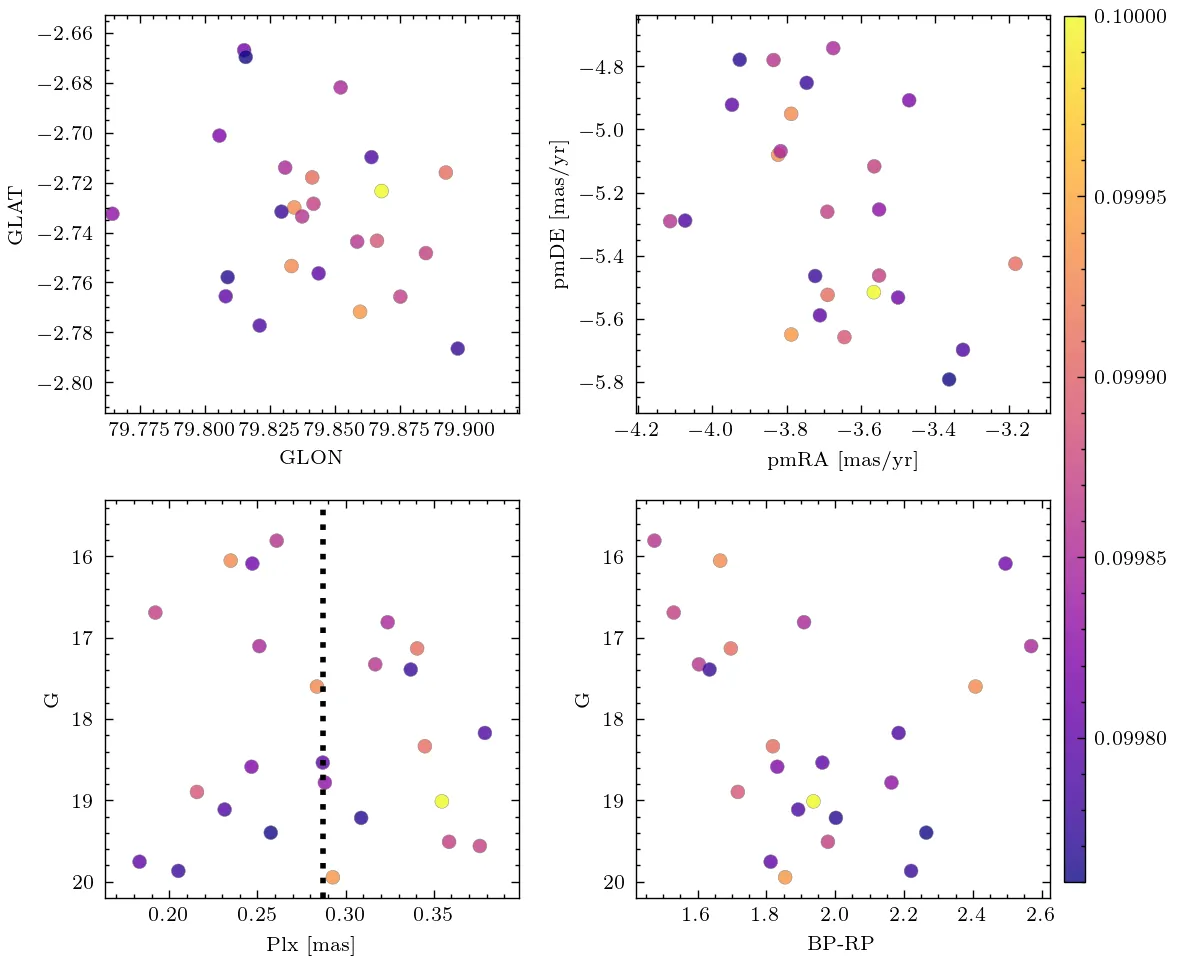 −2.66
−2.68
−2.70
−2.72
−2.74
−2.76
−2.78
−2.80
GLAT
79.775 79.800 79.825 79.850 79.875 79.900
GLON
−4.8
−5.0
−5.2
−5.4
−5.6
−5.8
pmDE [mas/yr]
−4.2 −4.0 −3.8 −3.6 −3.4 −3.2
pmRA [mas/yr]
0.10000
0.09995
0.09990
0.09985
0.09980
16
17
18
19
20
G
0.20 0.25 0.30 0.35
Plx [mas]
16
17
18
19
20
G
1.6 1.8 2.0 2.2 2.4 2.6
BP-RP